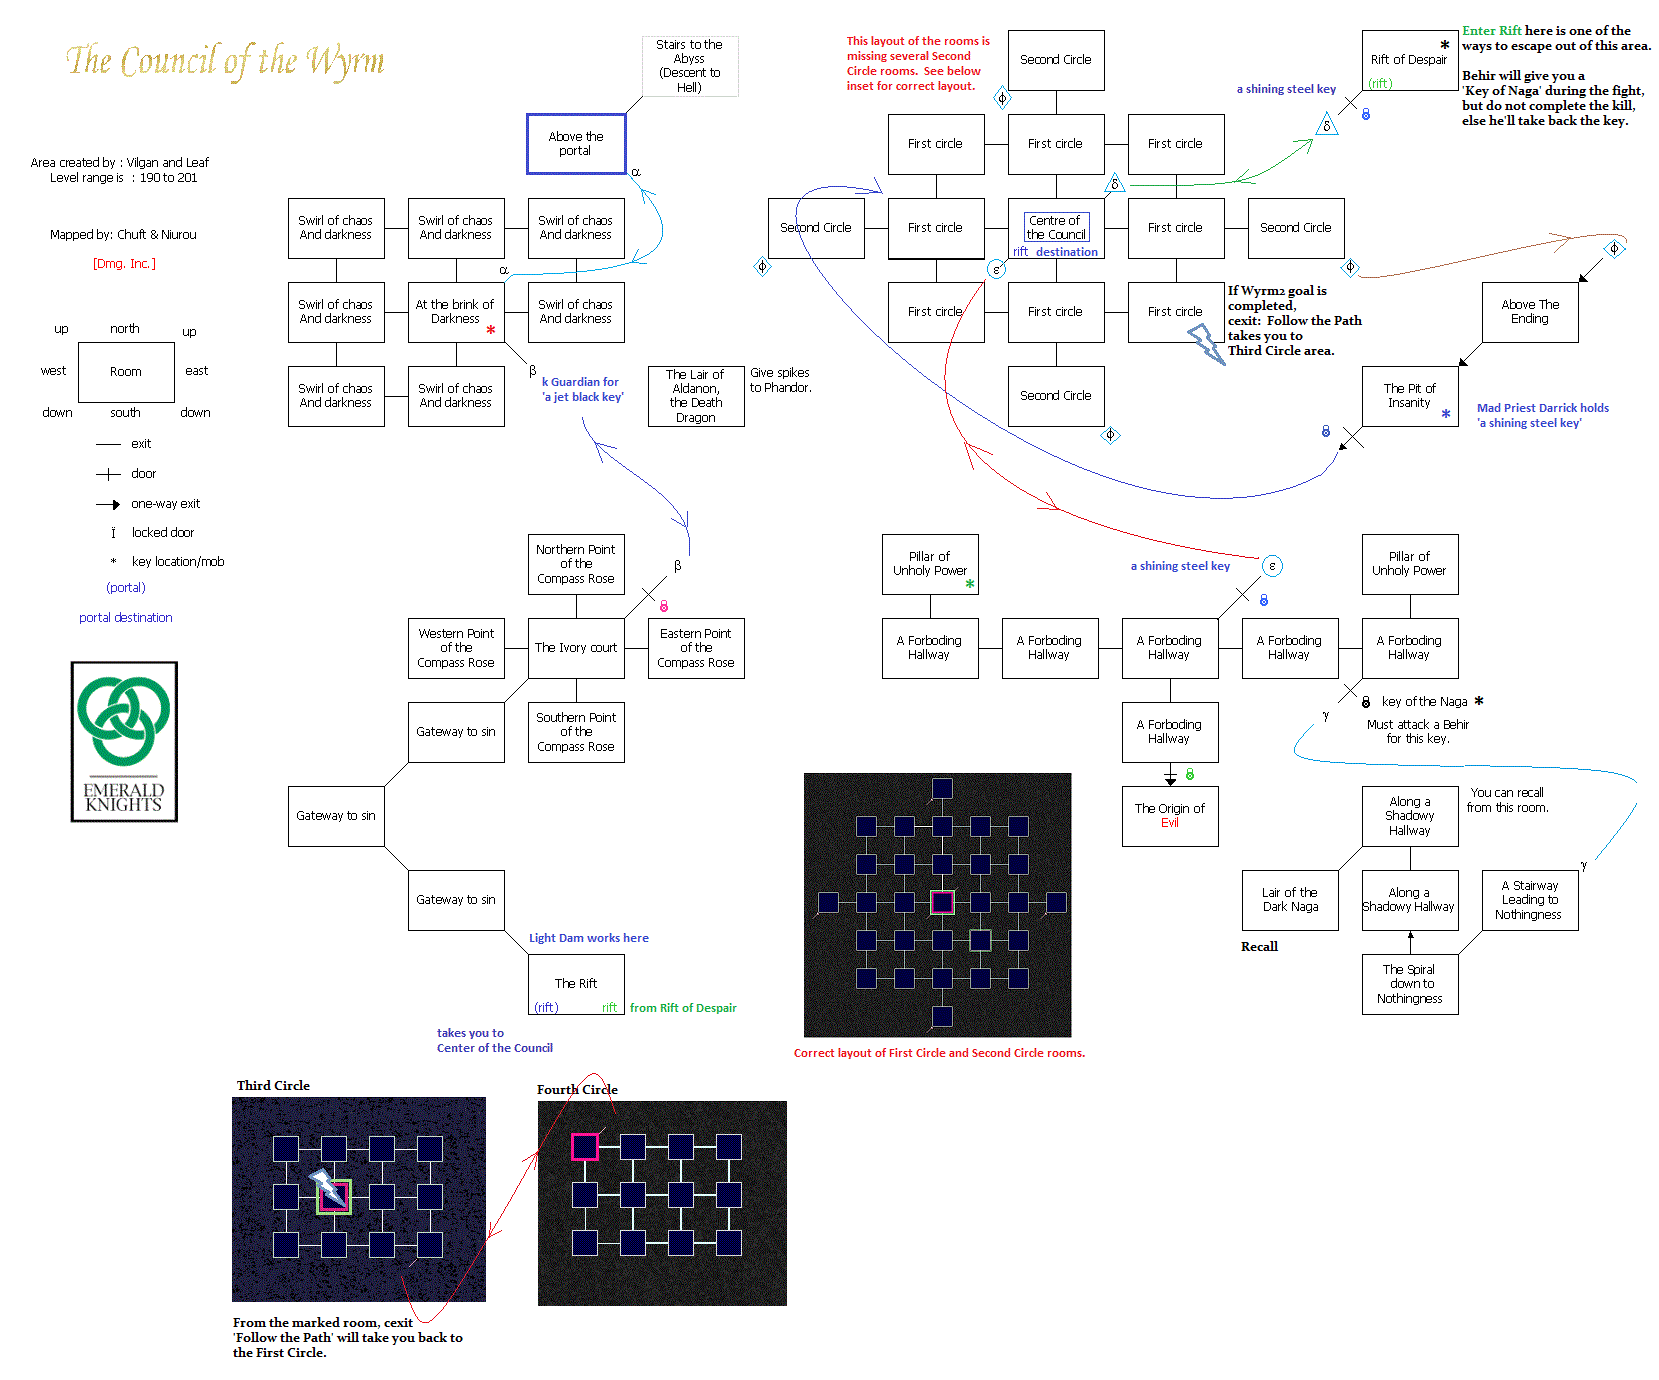 The Council of the Wyrm
Area created by : Vilgan and Leaf
Level range is : 190 to 201
Mapped by: Chuft & Niurou
[Dmg. Inc.]
up
north
up
west
Room
east
down
south
down
exit
door
one-way exit
Ï
locked door
*
key location/mob
(portal)
portal destination
EMERALD
KNIGHTS
Stairs to the
Abyss
(Descent to
Hell)
Above the
portal
α
Swirl of chaos
And darkness
Swirl of chaos
And darkness
Swirl of chaos
And darkness
α
Swirl of chaos
And darkness
At the brink of
Darkness
*
Swirl of chaos
And darkness
β
Swirl of chaos
And darkness
Swirl of chaos
And darkness
k Guardian for
'a jet black key'
The Lair of
Aldanon,
the Death
Dragon
Give spikes
to Phandor.
Northern Point
of the
Compass Rose
β
Western Point
of the
Compass Rose
The Ivory court
Eastern Point
of the
Compass Rose
Gateway to sin
Southern Point
of the
Compass Rose
Gateway to sin
Gateway to sin
Light Dam works here
The Rift
(rift)
rift
from Rift of Despair
takes you to
Center of the Council
This layout of the rooms is
missing several Second
Circle rooms. See below
inset for correct layout.
Second Circle
ϕ
First circle
First circle
First circle
δ
Second Circle
First circle
Centre of
the Council
rift
destination
First circle
Second Circle
ϕ
ε
ϕ
First circle
First circle
First circle
If Wyrm2 goal is
completed,
cexit: Follow the Path
takes you to
Third Circle area.
Second Circle
ϕ
a shining steel key
δ
*
Rift of Despair
(rift)
Enter Rift here is one of the
ways to escape out of this area.
Behir will give you a
'Key of Naga' during the fight,
but do not complete the kill,
else he'll take back the key.
ϕ
Above The
Ending
The Pit of
Insanity
*
Mad Priest Darrick holds
'a shining steel key'
Pillar of
Unholy Power
*
a shining steel key
ε
Pillar of
Unholy Power
A Forboding
Hallway
A Forboding
Hallway
A Forboding
Hallway
A Forboding
Hallway
A Forboding
Hallway
γ
key of the Naga *
Must attack a Behir
for this key.
A Forboding
Hallway
The Origin of
Evil
Along a
Shadowy
Hallway
You can recall
from this room.
γ
Lair of the
Dark Naga
Along a
Shadowy Hallway
A Stairway
Leading to
Nothingness
Recall
The Spiral
down to
Nothingness
Correct layout of First Circle and Second Circle rooms.
Third Circle
Fourth Circle
From the marked room, cexit
'Follow the Path' will take you back to
the First Circle.